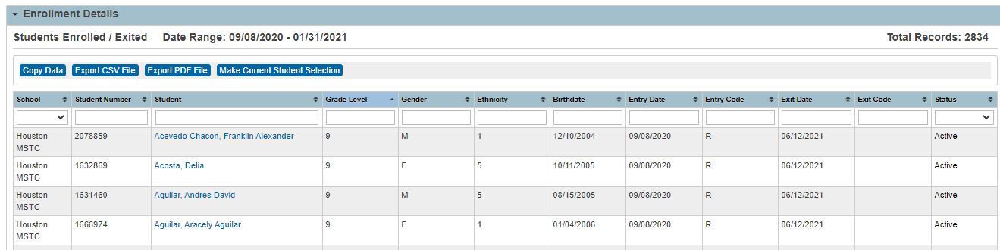 Enrollment Details
Students Enrolled / Exited Date Range: 09/08/2020 - 01/31/2021 Total Records: 2834
Copy Data Export CSV File Export PDF File Make Current Student Selection
School Student Number Student Grade Level Gender Ethnicity Birthdate Entry Date Entry Code Exit Date Exit Code Status
Houston 2078859 Acevedo Chacon, Franklin Alexander 9 M 1 12/10/2004 09/08/2020 R 06/12/2021 Active
MSTC
Houston 1632869 Acosta, Delia 9 F 5 10/11/2005 09/08/2020 R 06/12/2021 Active
MSTC
Houston 1631460 Aguilar, Andres David 9 M 5 08/15/2005 09/08/2020 R 06/12/2021 Active
MSTC
Houston 1666974 Aguilar, Aracely Aguilar 9 F 1 01/04/2006 09/08/2020 R 06/12/2021 Active
MSTC